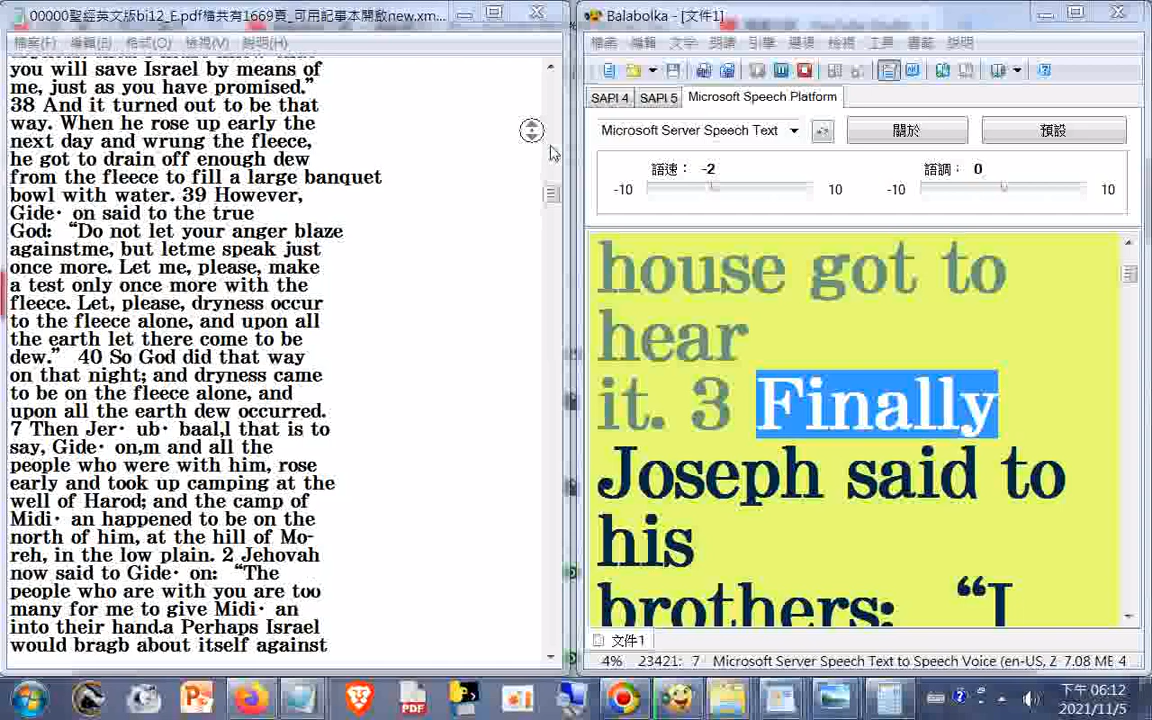 00000聖經英文版bi12_E.pdf檔共有1669頁_可用記事本開啟new.xm...
檔案(F) 編輯(E) 格式(O) 檢視(V) 說明(H)
you will save Israel by means of
me, just as you have promised.”
38 And it turned out to be that
way. When he rose up early the
next day and wrung the fleece,
he got to drain off enough dew
from the fleece to fill a large banquet
bowl with water. 39 However,
Gide· on said to the true
God: “Do not let your anger blaze
againstme, but letme speak just
once more. Let me, please, make
a test only once more with the
fleece. Let, please, dryness occur
to the fleece alone, and upon all
the earth let there come to be
dew.” 40 So God did that way
on that night; and dryness came
to be on the fleece alone, and
upon all the earth dew occurred.
7 Then Jer· ub· baal,l that is to
say, Gide· on,m and all the
people who were with him, rose
early and took up camping at the
well of Harod; and the camp of
Midi· an happened to be on the
north of him, at the hill of Mo-
reh, in the low plain. 2 Jehovah
now said to Gide· on: “The
people who are with you are too
many for me to give Midi· an
into their hand.a Perhaps Israel
would bragb about itself against
Balabolka - [文件1]
檔案 編輯 文字 朗讀 引擎 選項 檢視 工具 書籤 說明
SAPI 4 SAPI 5 Microsoft Speech Platform
Microsoft Server Speech Text 關於 預設
語速： -2 語調： 0
-10 10 -10 10
house got to
hear
it. 3 Finally
Joseph said to
his
brothers: “I
文件1
4% 23421: 7 Microsoft Server Speech Text to Speech Voice (en-US, Z 7.08 ME 4
PDF
下午 06:12
2021/11/5